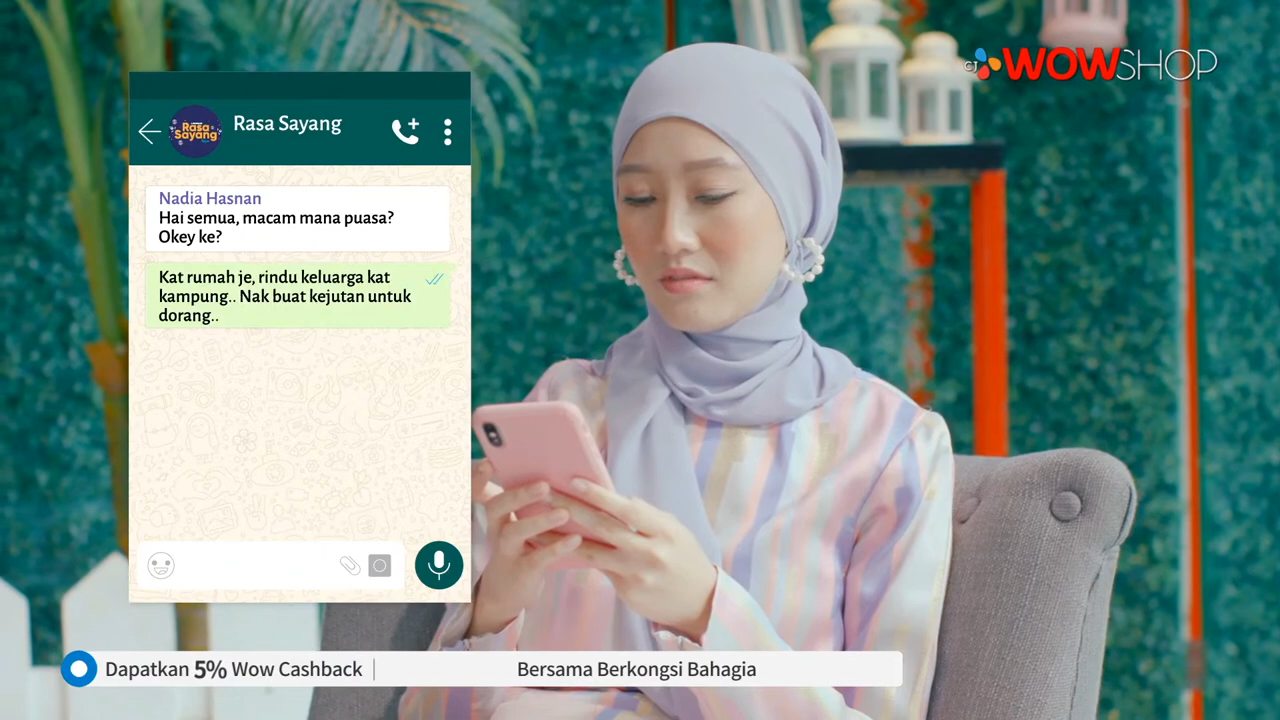 CJ WOWSHOP
Rasa Sayang
Rasa Sayang
Nadia Hasnan
Hai semua, macam mana puasa?
Okey ke?
Kat rumah je, rindu keluarga kat
kampung.. Nak buat kejutan untuk
dorang..
Dapatkan 5% Wow Cashback
Bersama Berkongsi Bahagia